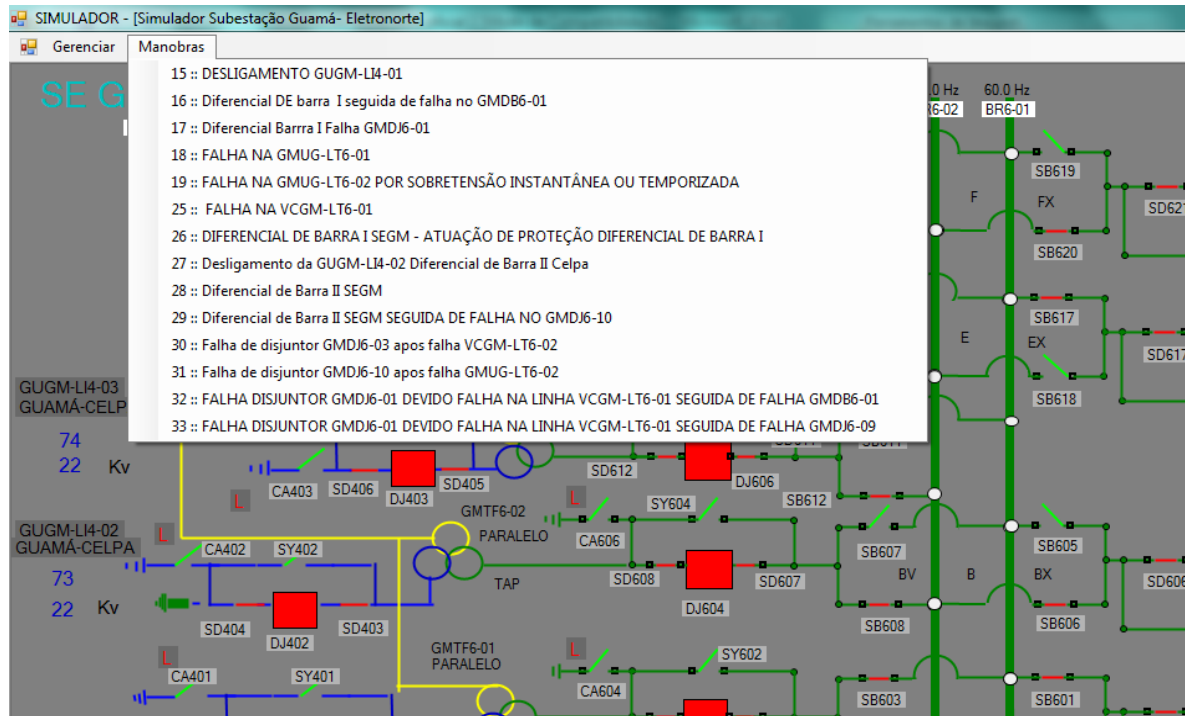 SIMULADOR - [Simulador Subestação Guamá- Eletronorte]
Gerenciar Manobras
15 :: DESLIGAMENTO GUGM-LI4-01
16 :: Diferencial DE barra I seguida de falha no GMDB6-01
17 :: Diferencial Barrra I Falha GMDJ6-01
18 :: FALHA NA GMUG-LT6-01
19 :: FALHA NA GMUG-LT6-02 POR SOBRETENSÃO INSTANTÂNEA OU TEMPORIZADA
25 :: FALHA NA VCGM-LT6-01
26 :: DIFERENCIAL DE BARRA I SEGM - ATUAÇÃO DE PROTEÇÃO DIFERENCIAL DE BARRA I
27 :: Desligamento da GUGM-LI4-02 Diferencial de Barra II Celpa
28 :: Diferencial de Barra II SEGM
29 :: Diferencial de Barra II SEGM SEGUIDA DE FALHA NO GMDJ6-10
30 :: Falha de disjuntor GMDJ6-03 apos falha VCGM-LT6-02
31 :: Falha de disjuntor GMDJ6-10 apos falha GMUG-LT6-02
32 :: FALHA DISJUNTOR GMDJ6-01 DEVIDO FALHA NA LINHA VCGM-LT6-01 SEGUIDA DE FALHA GMDB6-01
33 :: FALHA DISJUNTOR GMDJ6-01 DEVIDO FALHA NA LINHA VCGM-LT6-01 SEGUIDA DE FALHA GMDJ6-09
SE G
.0 Hz 60.0 Hz
R6-02 BR6-01
SB619
F FX
SD621
SB620
SB617
E EX
SD617
SB618
GUGM-LI4-03
GUAMÁ-CELP
74
22 Kv
L
CA403 SD406 DJ403 SD405
SD612 DJ606 SB612
GMTF6-02
PARALELO
TAP
L
CA606 SY604
SD608 DJ604 SD607
SB607 SB605
BV B BX
SD606
SB608 SB606
GUGM-LI4-02
GUAMÁ-CELPA
73
22 Kv
L
CA402 SY402
SD404 DJ402 SD403
GMTF6-01
PARALELO
L
CA401 SY401
L
CA604 SY602
SB603 SB601